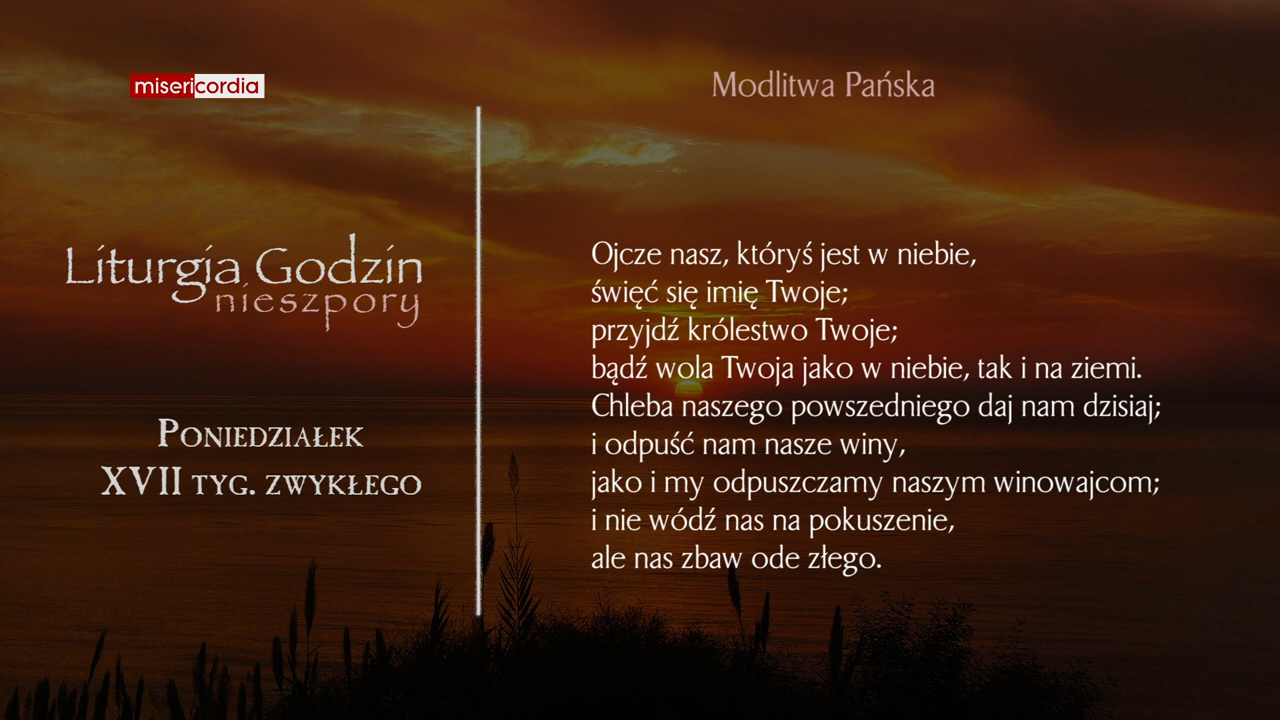 misericordia
Liturgia Godzin
nieszpory
Poniedziałek
XVII tyg. zwykłego
Modlitwa Pańska
Ojcze nasz, któryś jest w niebie,
święć się imię Twoje;
przyjdź królestwo Twoje;
bądź wola Twoja jako w niebie, tak i na ziemi.
Chleba naszego powszedniego daj nam dzisiaj;
i odpuść nam nasze winy,
jako i my odpuszczamy naszym winowajcom;
i nie wódź nas na pokuszenie,
ale nas zbaw ode złego.